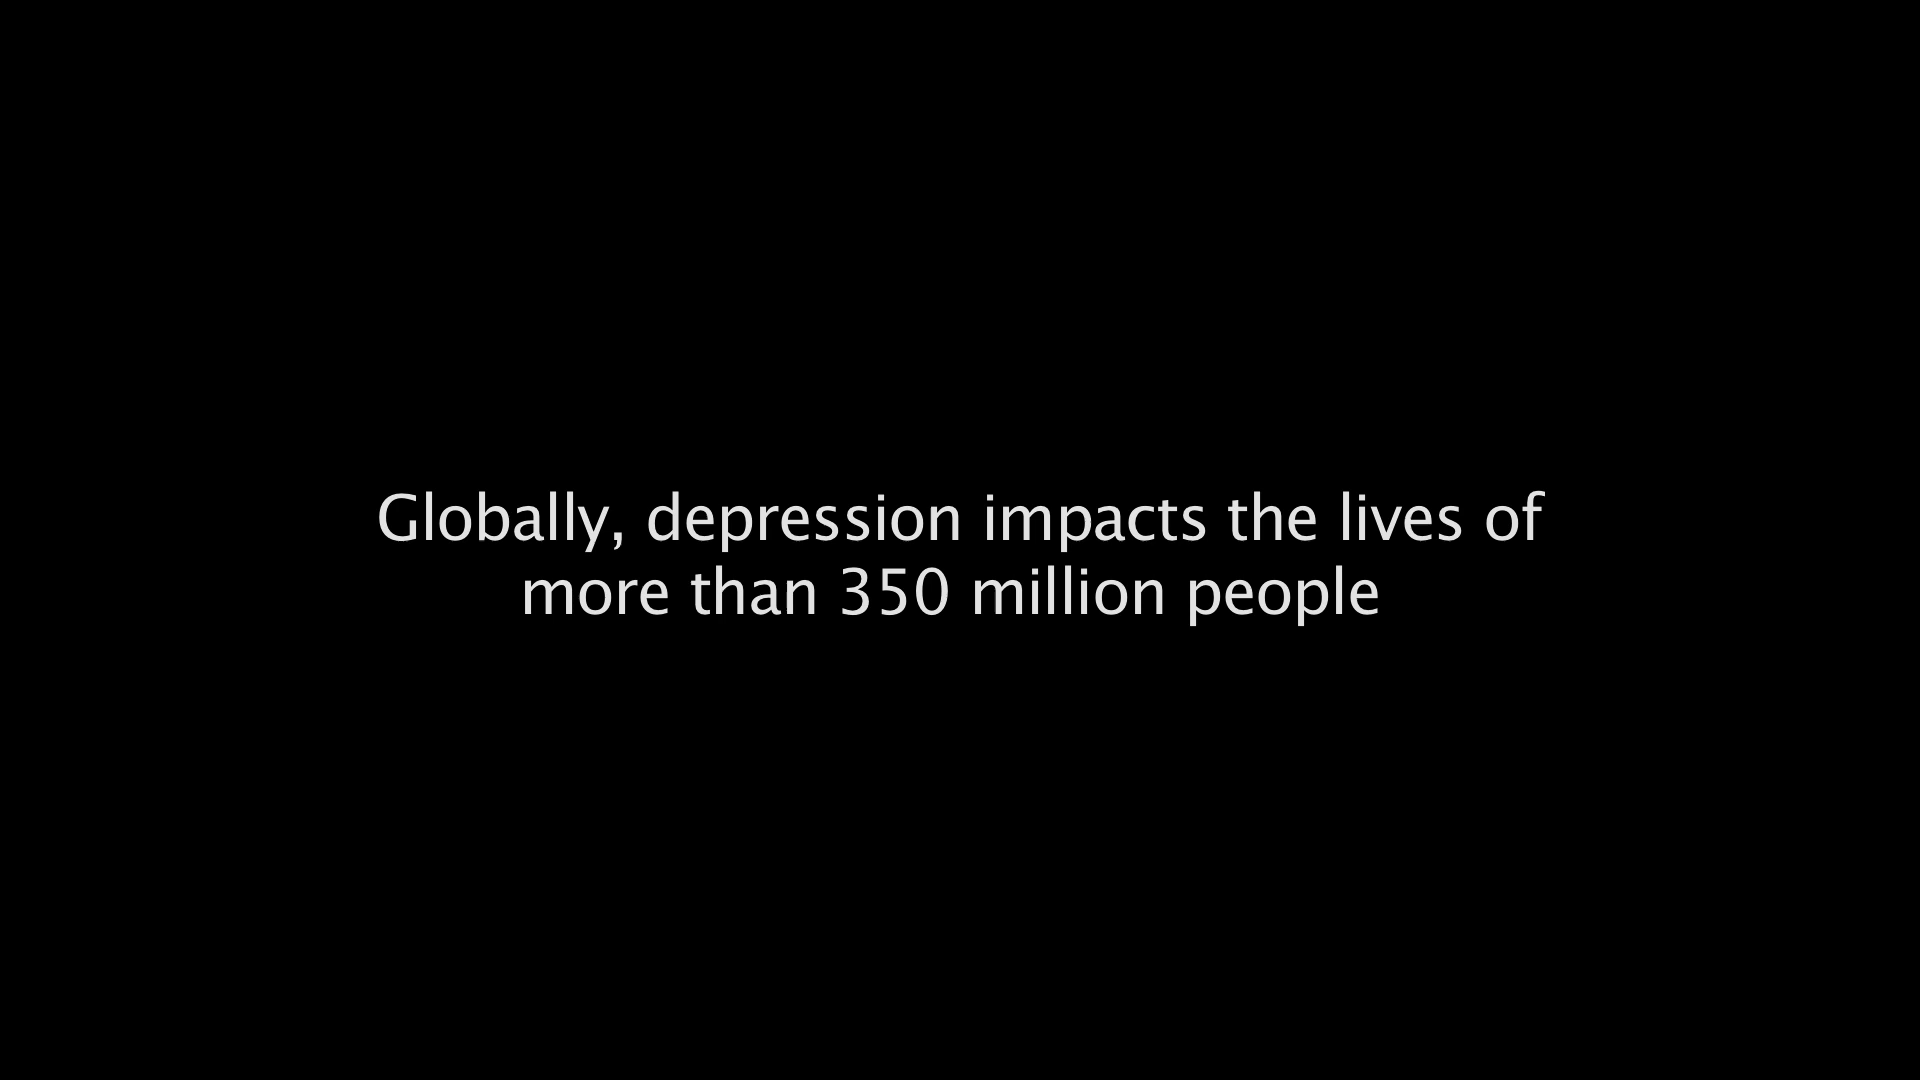 Globally, depression impacts the lives of
more than 350 million people